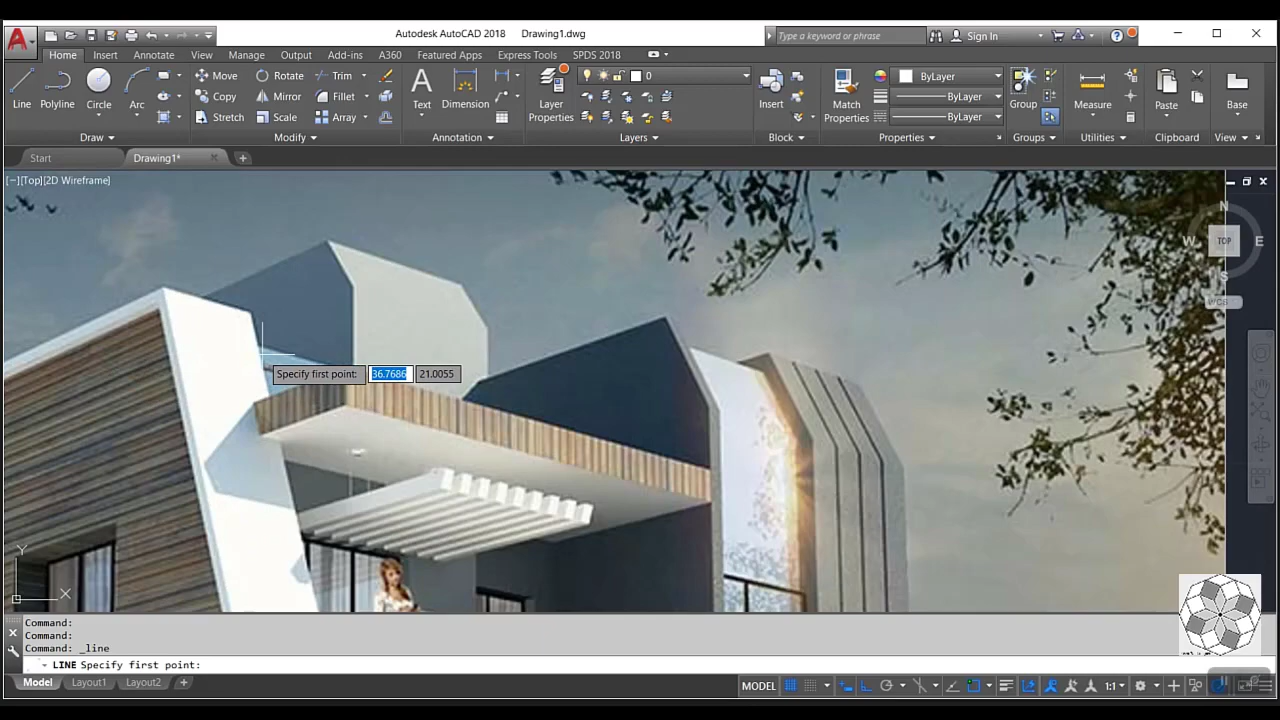 Autodesk AutoCAD 2018 Drawing1.dwg
Type a keyword or phrase
Sign In
Home Insert Annotate View Manage Output Add-ins A360 Featured Apps Express Tools SPDS 2018
Line Polyline Circle Arc
Move Rotate Trim
Copy Mirror Fillet
Stretch Scale Array
Text Dimension
Layer Properties
0
Insert
Match Properties
ByLayer
ByLayer
ByLayer
Group
Measure
Paste
Base
Draw Modify Annotation Layers Block Properties Groups Utilities Clipboard View
Start Drawing1*
[−][Top][2D Wireframe]
N
W TOP E
S
WCS
Specify first point: 36.7686 21.0055
Y
X
Command:
Command:
Command: _line
LINE Specify first point:
Model Layout1 Layout2
MODEL 1:1